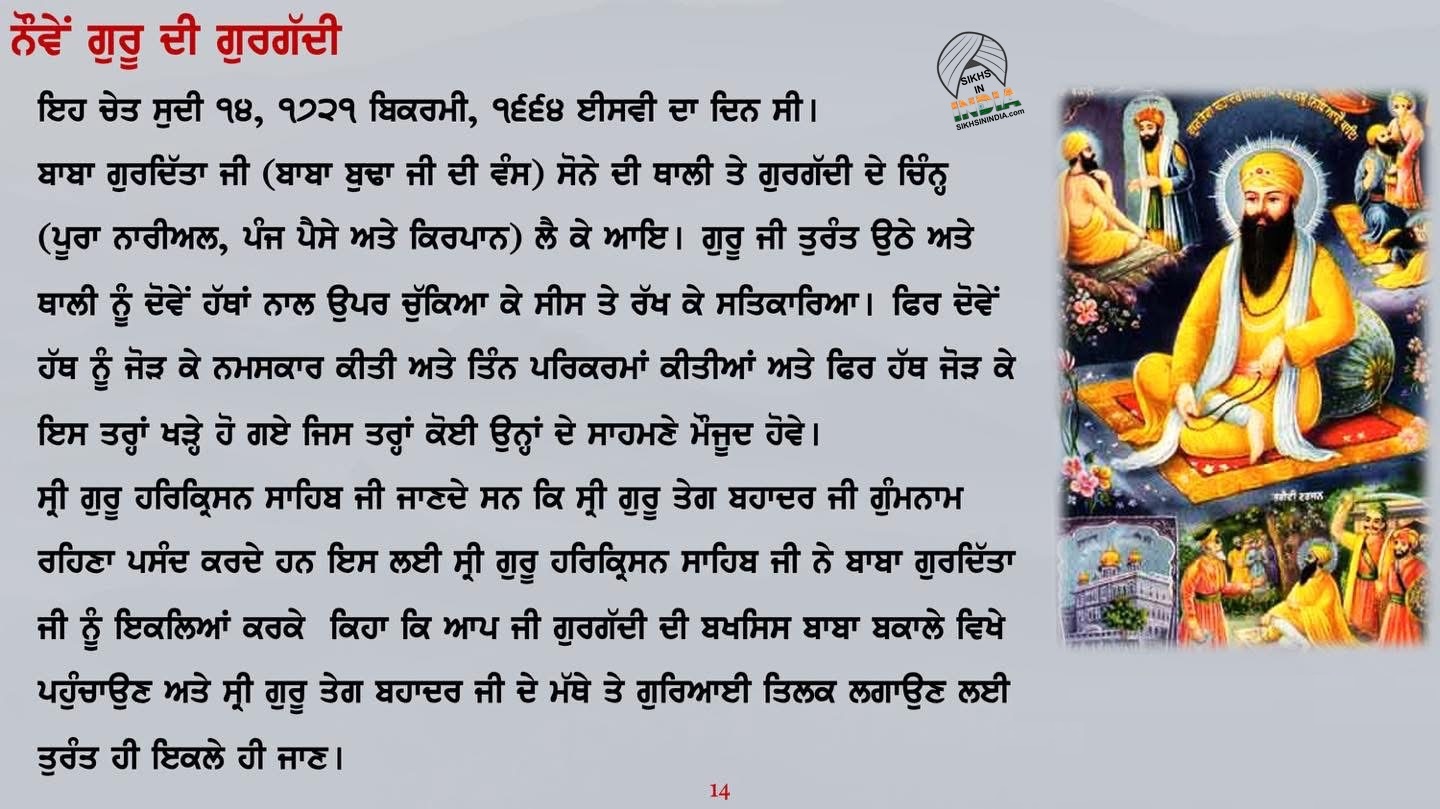 ਨੌਵੇਂ ਗੁਰੂ ਦੀ ਗੁਰਗੱਦੀ
SIKHS
IN
INDIA
SIKHSININDIA.com
ਇਹ ਚੇਤ ਸੁਦੀ ੧੪, ੧੭੨੧ ਬਿਕਰਮੀ, ੧੬੬੪ ਈਸਵੀ ਦਾ ਦਿਨ ਸੀ।
ਬਾਬਾ ਗੁਰਦਿੱਤਾ ਜੀ (ਬਾਬਾ ਬੁਢਾ ਜੀ ਦੀ ਵੰਸ) ਸੋਨੇ ਦੀ ਥਾਲੀ ਤੇ ਗੁਰਗੱਦੀ ਦੇ ਚਿੰਨ੍ਹ
(ਪੂਰਾ ਨਾਰੀਅਲ, ਪੰਜ ਪੈਸੇ ਅਤੇ ਕਿਰਪਾਨ) ਲੈ ਕੇ ਆਇ। ਗੁਰੂ ਜੀ ਤੁਰੰਤ ਉਠੇ ਅਤੇ
ਥਾਲੀ ਨੂੰ ਦੋਵੇਂ ਹੱਥਾਂ ਨਾਲ ਉਪਰ ਚੁੱਕਿਆ ਕੇ ਸੀਸ ਤੇ ਰੱਖ ਕੇ ਸਤਿਕਾਰਿਆ। ਫਿਰ ਦੋਵੇਂ
ਹੱਥ ਨੂੰ ਜੋੜ ਕੇ ਨਮਸਕਾਰ ਕੀਤੀ ਅਤੇ ਤਿੰਨ ਪਰਿਕਰਮਾਂ ਕੀਤੀਆਂ ਅਤੇ ਫਿਰ ਹੱਥ ਜੋੜ ਕੇ
ਇਸ ਤਰ੍ਹਾਂ ਖੜ੍ਹੇ ਹੋ ਗਏ ਜਿਸ ਤਰ੍ਹਾਂ ਕੋਈ ਉਨ੍ਹਾਂ ਦੇ ਸਾਹਮਣੇ ਮੌਜੂਦ ਹੋਵੇ।
ਸ੍ਰੀ ਗੁਰੂ ਹਰਿਕ੍ਰਿਸਨ ਸਾਹਿਬ ਜੀ ਜਾਣਦੇ ਸਨ ਕਿ ਸ੍ਰੀ ਗੁਰੂ ਤੇਗ ਬਹਾਦਰ ਜੀ ਗੁੰਮਨਾਮ
ਰਹਿਣਾ ਪਸੰਦ ਕਰਦੇ ਹਨ ਇਸ ਲਈ ਸ੍ਰੀ ਗੁਰੂ ਹਰਿਕ੍ਰਿਸਨ ਸਾਹਿਬ ਜੀ ਨੇ ਬਾਬਾ ਗੁਰਦਿੱਤਾ
ਜੀ ਨੂੰ ਇਕਲਿਆਂ ਕਰਕੇ ਕਿਹਾ ਕਿ ਆਪ ਜੀ ਗੁਰਗੱਦੀ ਦੀ ਬਖਸਿਸ ਬਾਬਾ ਬਕਾਲੇ ਵਿਖੇ
ਪਹੁੰਚਾਉਣ ਅਤੇ ਸ੍ਰੀ ਗੁਰੂ ਤੇਗ ਬਹਾਦਰ ਜੀ ਦੇ ਮੱਥੇ ਤੇ ਗੁਰਿਆਈ ਤਿਲਕ ਲਗਾਉਣ ਲਈ
ਤੁਰੰਤ ਹੀ ਇਕਲੇ ਹੀ ਜਾਣ।
14